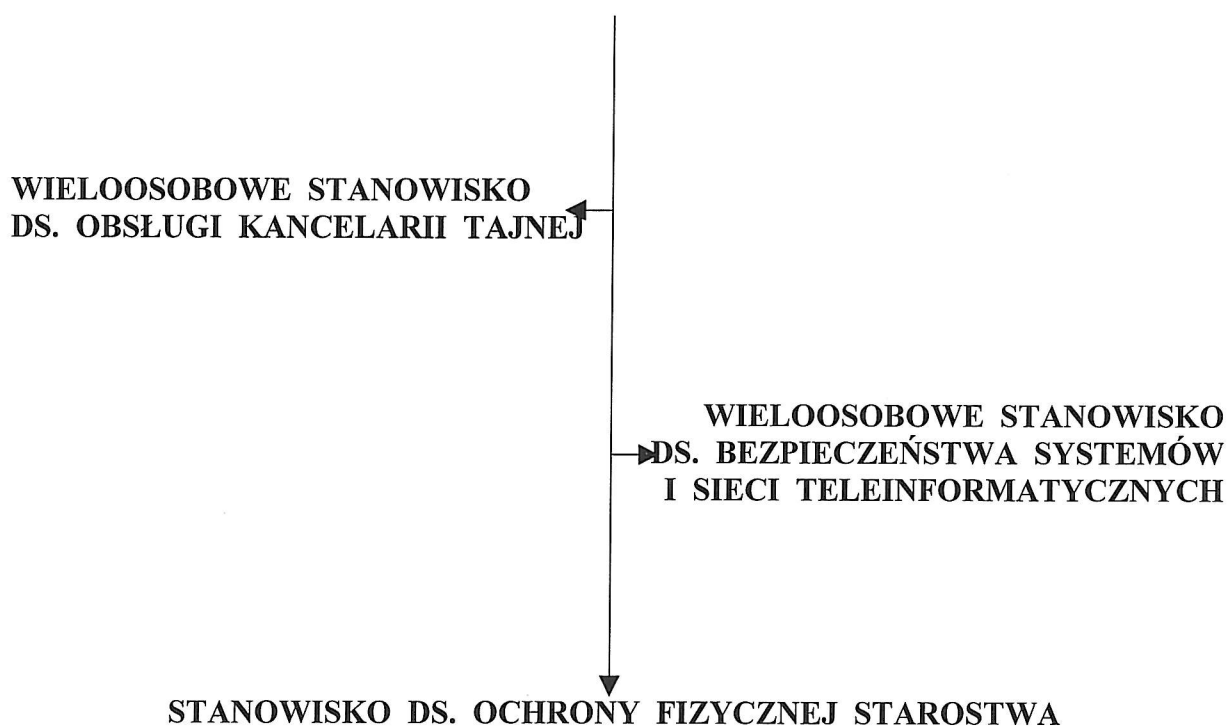 WIELOOSOBOWE STANOWISKO
DS. OBSŁUGI KANCELARII TAJNEJ
WIELOOSOBOWE STANOWISKO
DS. BEZPIECZEŃSTWA SYSTEMÓW
I SIECI TELEINFORMATYCZNYCH
STANOWISKO DS. OCHRONY FIZYCZNEJ STAROSTWA